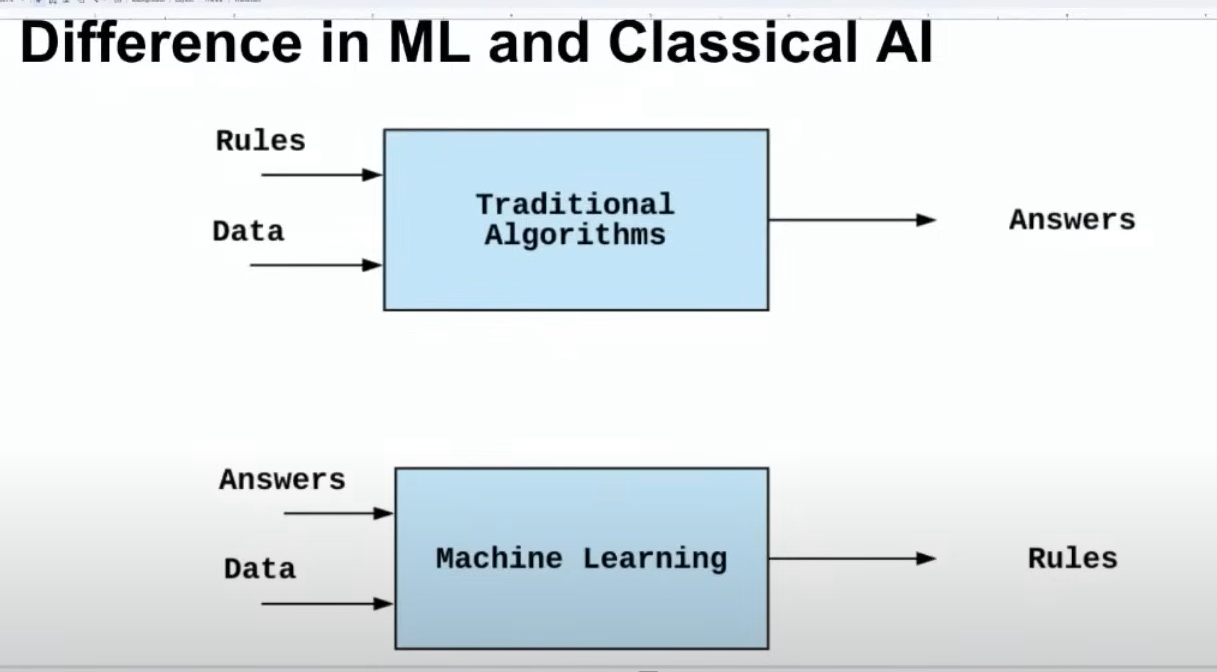 Difference in ML and Classical AI
Rules
Data
Traditional
Algorithms
Answers
Answers
Data
Machine Learning
Rules